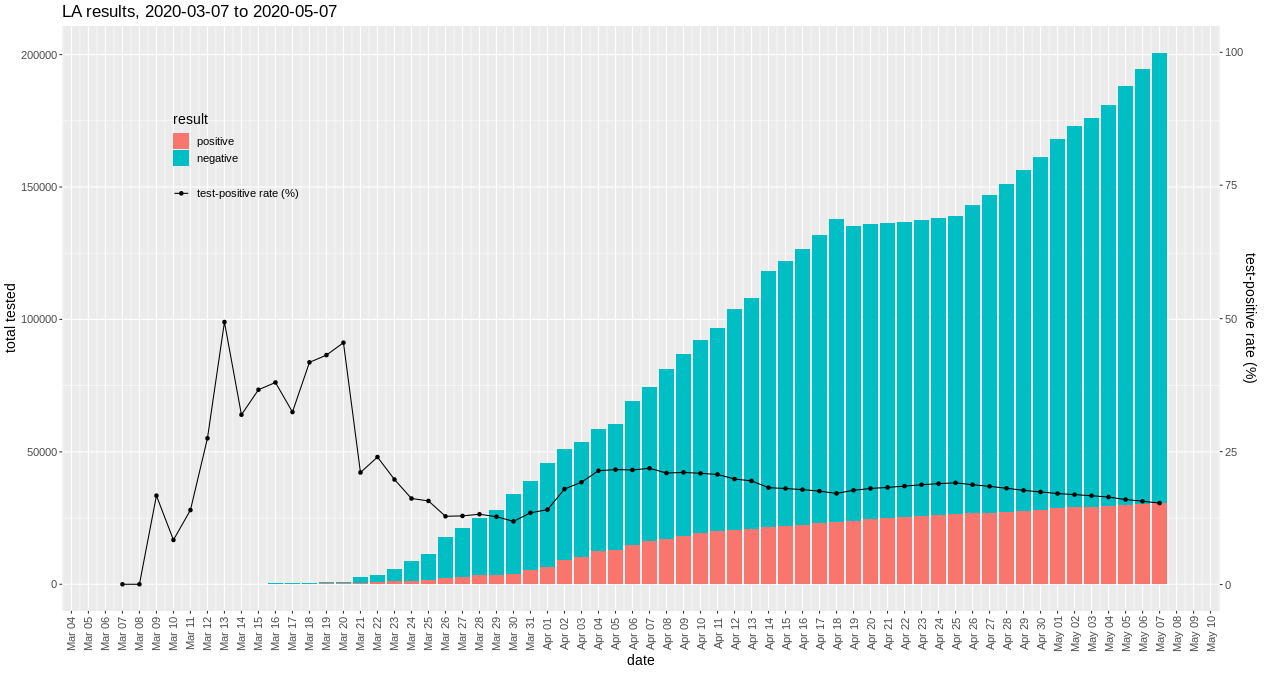 LA results, 2020-03-07 to 2020-05-07
200000
150000
100000
50000
0
total tested
result
positive
negative
test-positive rate (%)
100
75
50
25
0
test-positive rate (%)
Mar 04
Mar 05
Mar 06
Mar 07
Mar 08
Mar 09
Mar 10
Mar 11
Mar 12
Mar 13
Mar 14
Mar 15
Mar 16
Mar 17
Mar 18
Mar 19
Mar 20
Mar 21
Mar 22
Mar 23
Mar 24
Mar 25
Mar 26
Mar 27
Mar 28
Mar 29
Mar 30
Mar 31
Apr 01
Apr 02
Apr 03
Apr 04
Apr 05
Apr 06
Apr 07
Apr 08
Apr 09
Apr 10
Apr 11
Apr 12
Apr 13
Apr 14
Apr 15
Apr 16
Apr 17
Apr 18
Apr 19
Apr 20
Apr 21
Apr 22
Apr 23
Apr 24
Apr 25
Apr 26
Apr 27
Apr 28
Apr 29
Apr 30
May 01
May 02
May 03
May 04
May 05
May 06
May 07
May 08
May 09
May 10
date